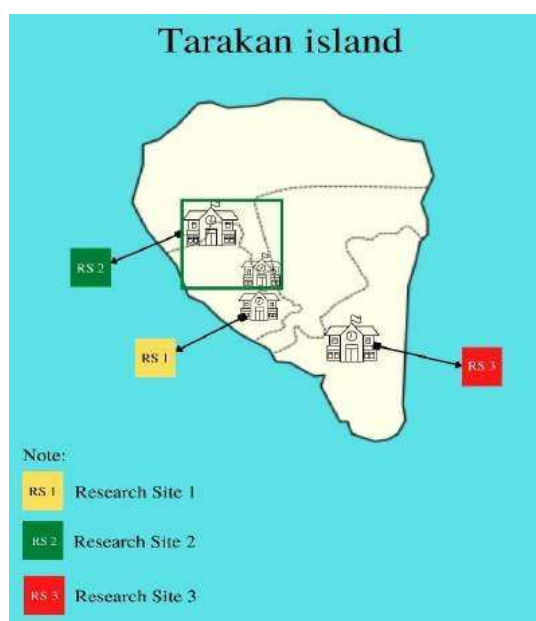 Tarakan island
RS 2
RS 1
RS 3
Note:
RS 1 Research Site 1
RS 2 Research Site 2
RS 3 Research Site 3